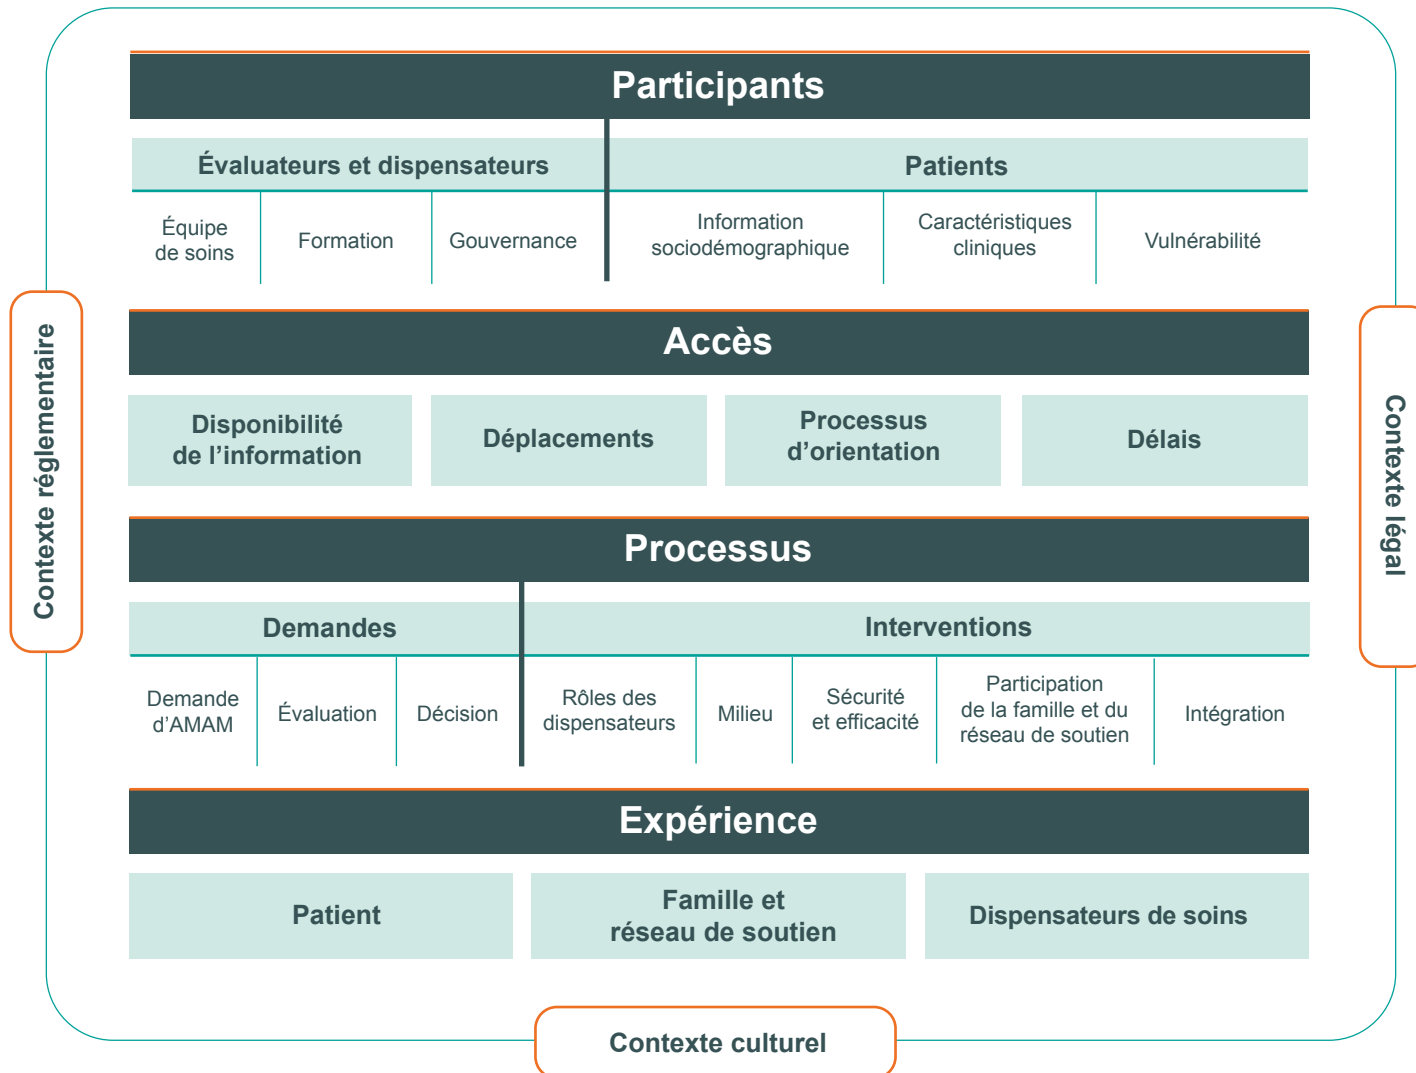 Participants
Évaluateurs et dispensateurs
Patients
Équipe
de soins
Formation
Gouvernance
Information
sociodémographique
Caractéristiques
cliniques
Vulnérabilité
Accès
Disponibilité
de l’information
Déplacements
Processus
d’orientation
Délais
Processus
Demandes
Interventions
Demande
d’AMAM
Évaluation
Décision
Rôles des
dispensateurs
Milieu
Sécurité
et efficacité
Participation
de la famille et du
réseau de soutien
Intégration
Expérience
Patient
Famille et
réseau de soutien
Dispensateurs de soins
Contexte réglementaire
Contexte légal
Contexte culturel